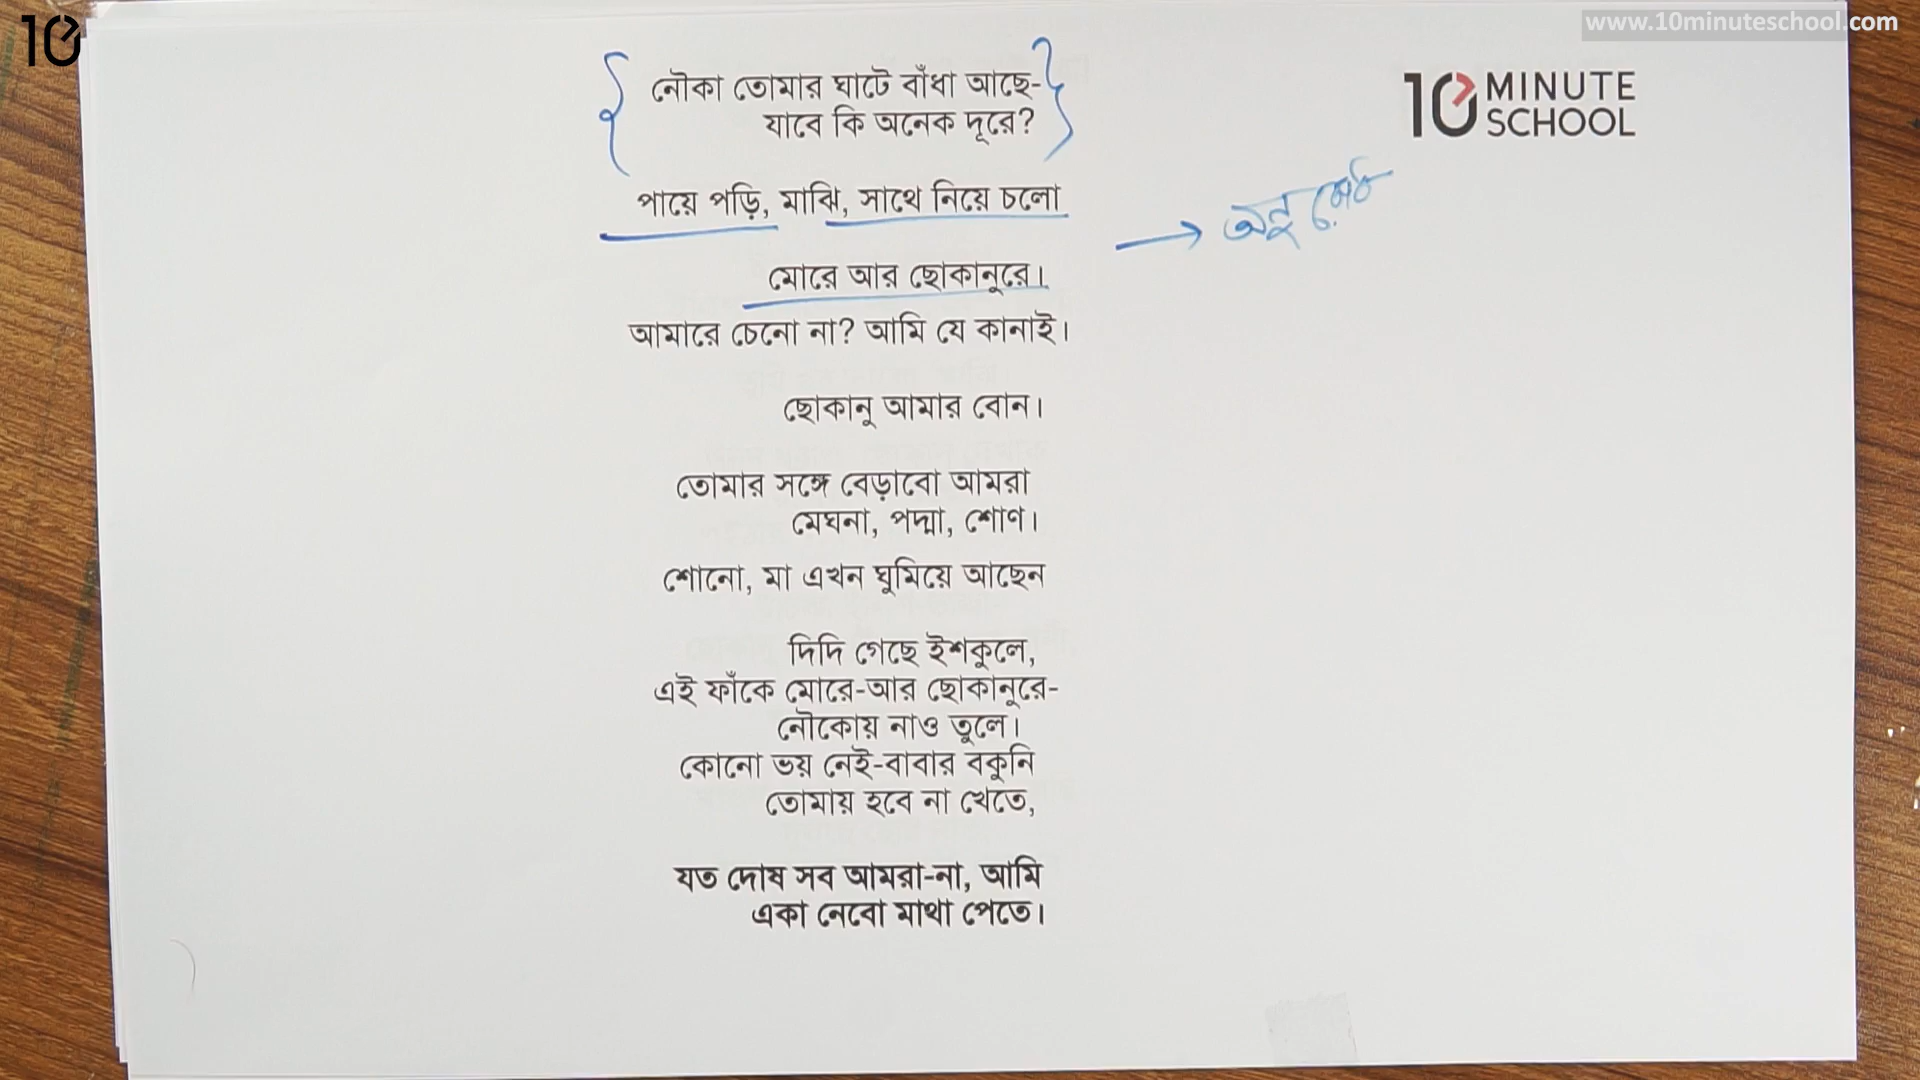 10
www.10minuteschool.com
10 MINUTE SCHOOL
নৌকা তোমার ঘাটে বাঁধা আছে-
যাবে কি অনেক দূরে?
পায়ে পড়ি, মাঝি, সাথে নিয়ে চলো
মোরে আর ছোকানুরে।
আমারে চেনো না? আমি যে কানাই।
ছোকানু আমার বোন।
তোমার সঙ্গে বেড়াবো আমরা
মেঘনা, পদ্মা, শোণ।
শোনো, মা এখন ঘুমিয়ে আছেন
দিদি গেছে ইশকুলে,
এই ফাঁকে মোরে-আর ছোকানুরে-
নৌকোয় নাও তুলে।
কোনো ভয় নেই-বাবার বকুনি
তোমায় হবে না খেতে,
যত দোষ সব আমরা-না, আমি
একা নেবো মাথা পেতে।